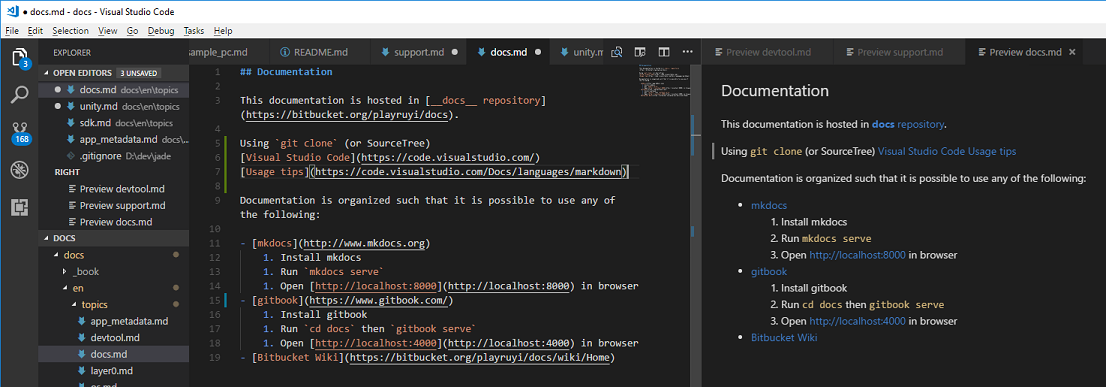 ● docs.md - docs - Visual Studio Code
File Edit Selection View Go Debug Tasks Help
EXPLORER
OPEN EDITORS 3 UNSAVED
docs.md docs\en\topics
unity.md docs\en\topics
sdk.md docs\en\topics
app_metadata.md docs\...
.gitignore D:\dev\jade
RIGHT
Preview devtool.md
Preview support.md
Preview docs.md
DOCS
docs
_book
en
topics
app_metadata.md
devtool.md
docs.md
layer0.md
3
168
sample_pc.md README.md support.md docs.md unity.m
1 ## Documentation
2
3 This documentation is hosted in [__docs__ repository]
(https://bitbucket.org/playruyi/docs).
4
5 Using `git clone` (or SourceTree)
6 [Visual Studio Code](https://code.visualstudio.com/)
7 [Usage tips](https://code.visualstudio.com/Docs/languages/markdown)
8
9 Documentation is organized such that it is possible to use any of
the following:
10
11 - [mkdocs](http://www.mkdocs.org)
12 1. Install mkdocs
13 1. Run `mkdocs serve`
14 1. Open [http://localhost:8000](http://localhost:8000) in browser
15 - [gitbook](https://www.gitbook.com/)
16 1. Install gitbook
17 1. Run `cd docs` then `gitbook serve`
18 1. Open [http://localhost:4000](http://localhost:4000) in browser
19 - [Bitbucket Wiki](https://bitbucket.org/playruyi/docs/wiki/Home)
Preview devtool.md Preview support.md Preview docs.md
Documentation
This documentation is hosted in docs repository.
Using git clone (or SourceTree) Visual Studio Code Usage tips
Documentation is organized such that it is possible to use any of the following:
• mkdocs
1. Install mkdocs
2. Run mkdocs serve
3. Open http://localhost:8000 in browser
• gitbook
1. Install gitbook
2. Run cd docs then gitbook serve
3. Open http://localhost:4000 in browser
• Bitbucket Wiki